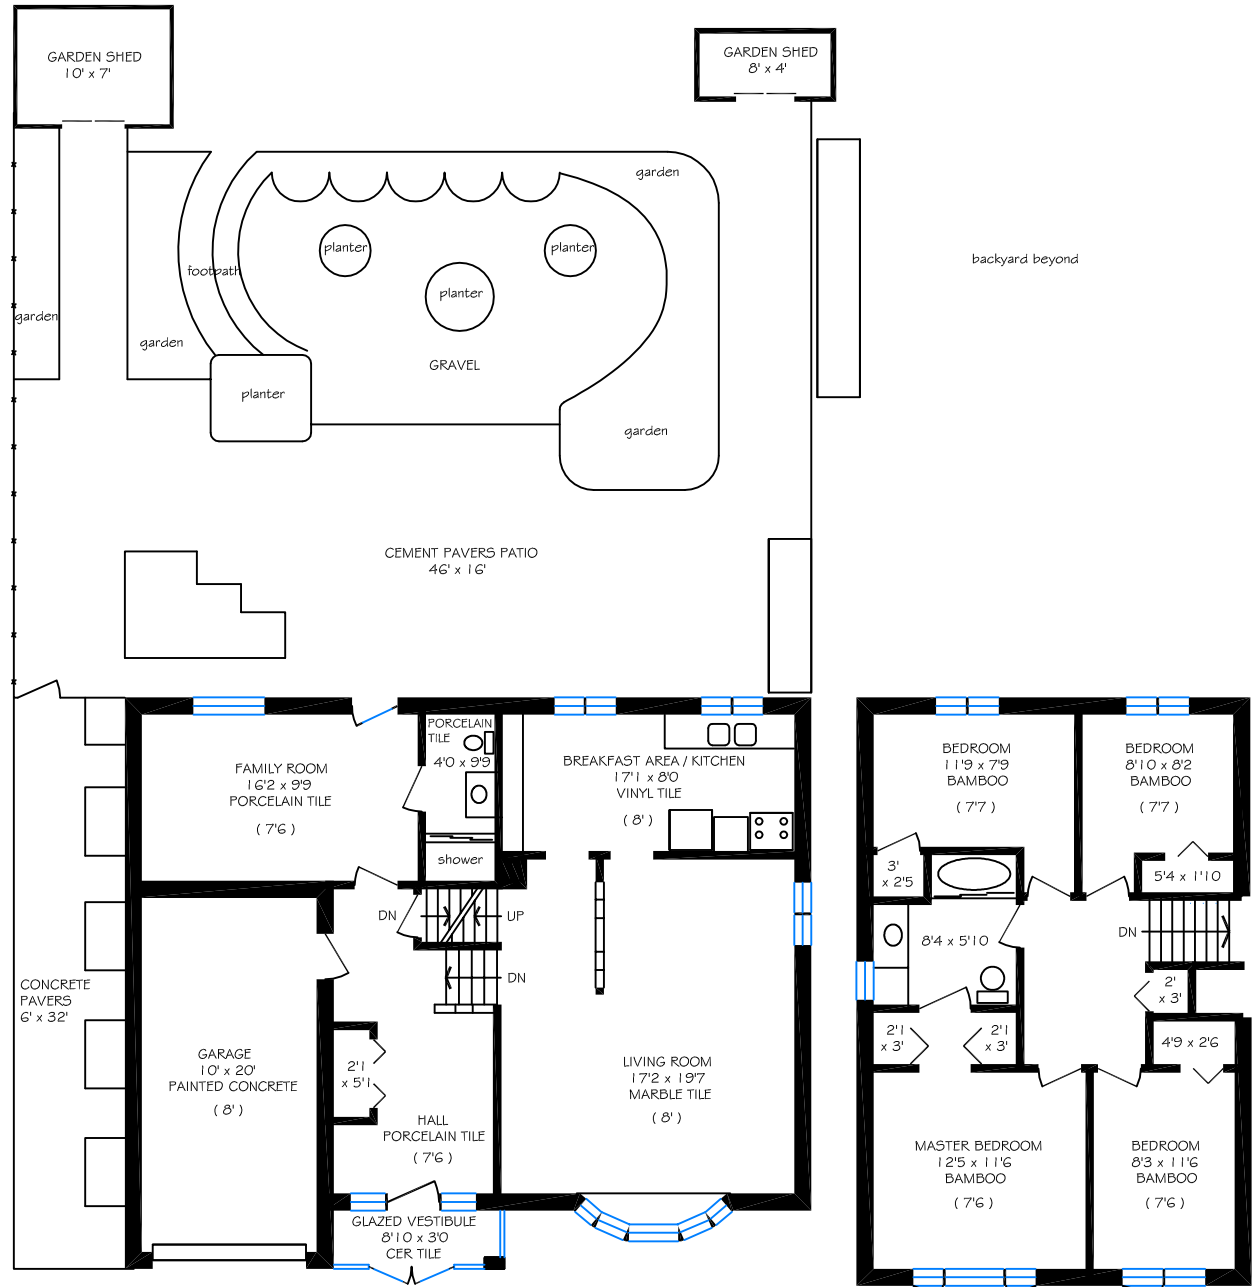 GARDEN SHED
10' x 7'
GARDEN SHED
8' x 4'
garden
planter
planter
footpath
planter
backyard beyond
garden
garden
GRAVEL
planter
garden
CEMENT PAVERS PATIO
46' x 16'
FAMILY ROOM
16'2 x 9'9
PORCELAIN TILE
( 7'6 )
PORCELAIN
TILE
4'0 x 9'9
shower
BREAKFAST AREA / KITCHEN
17'1 x 8'0
VINYL TILE
( 8' )
DN
UP
DN
CONCRETE
PAVERS
6' x 32'
GARAGE
10' x 20'
PAINTED CONCRETE
( 8' )
2'1
x 5'1
HALL
PORCELAIN TILE
( 7'6 )
LIVING ROOM
17'2 x 19'7
MARBLE TILE
( 8' )
GLAZED VESTIBULE
8'10 x 3'0
CER TILE
BEDROOM
11'9 x 7'9
BAMBOO
( 7'7 )
BEDROOM
8'10 x 8'2
BAMBOO
( 7'7 )
3'
x 2'5
5'4 x 1'10
8'4 x 5'10
DN
2'
x 3'
2'1
x 3'
2'1
x 3'
4'9 x 2'6
MASTER BEDROOM
12'5 x 11'6
BAMBOO
( 7'6 )
BEDROOM
8'3 x 11'6
BAMBOO
( 7'6 )